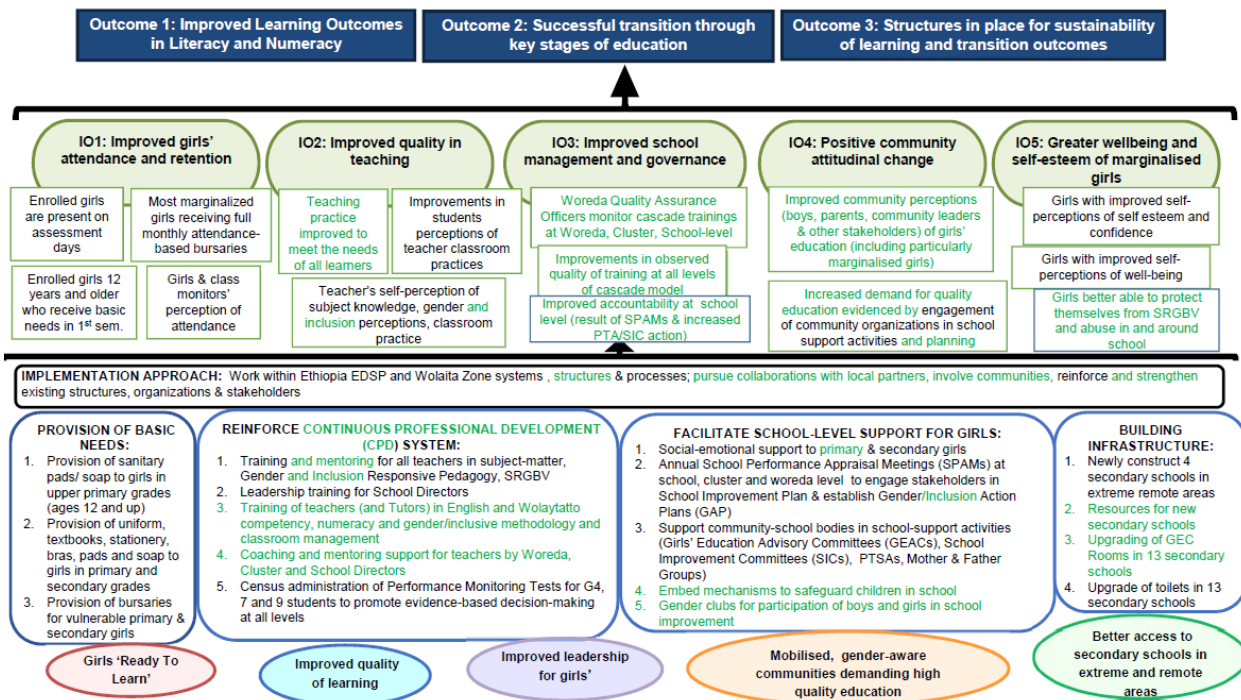 Outcome 1: Improved Learning Outcomes
in Literacy and Numeracy
Outcome 2: Successful transition through
key stages of education
Outcome 3: Structures in place for sustainability
of learning and transition outcomes
IO1: Improved girls'
attendance and retention
IO2: Improved quality in
teaching
IO3: Improved school
management and governance
IO4: Positive community
attitudinal change
IO5: Greater wellbeing and
self-esteem of marginalised
girls
Enrolled girls
are present on
assessment
days
Most marginalized
girls receiving full
monthly attendance-
based bursaries
Enrolled girls 12
years and older
who receive basic
needs in 1st sem.
Girls & class
monitors'
perception of
attendance
Teaching
practice
improved to
meet the needs
of all learners
Improvements in
students
perceptions of
teacher classroom
practices
Teacher's self-perception of
subject knowledge, gender and
inclusion perceptions, classroom
practice
Woreda Quality Assurance
Officers monitor cascade trainings
at Woreda, Cluster, School-level
Improvements in observed
quality of training at all levels
of cascade model
Improved accountability at school
level (result of SPAMs & increased
PTA/SIC action)
Improved community perceptions
(boys, parents, community leaders
& other stakeholders) of girls'
education (including particularly
marginalised girls)
Increased demand for quality
education evidenced by engagement
of community organizations in school
support activities and planning
Girls with improved self-
perceptions of self esteem and
confidence
Girls with improved self-
perceptions of well-being
Girls better able to protect
themselves from SRGBV
and abuse in and around
school
IMPLEMENTATION APPROACH: Work within Ethiopia EDSP and Wolaita Zone systems , structures & processes; pursue collaborations with local partners, involve communities, reinforce and strengthen
existing structures, organizations & stakeholders
PROVISION OF BASIC
NEEDS:
1. Provision of sanitary
pads/ soap to girls in
upper primary grades
(ages 12 and up)
2. Provision of uniform,
textbooks, stationery,
bras, pads and soap to
girls in primary and
secondary grades
3. Provision of bursaries
for vulnerable primary &
secondary girls
REINFORCE CONTINUOUS PROFESSIONAL DEVELOPMENT
(CPD) SYSTEM:
1. Training and mentoring for all teachers in subject-matter,
Gender and Inclusion Responsive Pedagogy, SRGBV
2. Leadership training for School Directors
3. Training of teachers (and Tutors) in English and Wolaytatto
competency, numeracy and gender/inclusive methodology and
classroom management
4. Coaching and mentoring support for teachers by Woreda,
Cluster and School Directors
5. Census administration of Performance Monitoring Tests for G4,
7 and 9 students to promote evidence-based decision-making
at all levels
FACILITATE SCHOOL-LEVEL SUPPORT FOR GIRLS:
1. Social-emotional support to primary & secondary girls
2. Annual School Performance Appraisal Meetings (SPAMs) at
school, cluster and woreda level to engage stakeholders in
School Improvement Plan & establish Gender/Inclusion Action
Plans (GAP)
3. Support community-school bodies in school-support activities
(Girls' Education Advisory Committees (GEACs), School
Improvement Committees (SICs), PTSAs, Mother & Father
Groups)
4. Embed mechanisms to safeguard children in school
5. Gender clubs for participation of boys and girls in school
improvement
BUILDING
INFRASTRUCTURE:
1. Newly construct 4
secondary schools in
extreme remote areas
2. Resources for new
secondary schools
3. Upgrading of GEC
Rooms in 13 secondary
schools
4. Upgrade of toilets in 13
secondary schools
Girls 'Ready To
Learn'
Improved quality
of learning
Improved leadership
for girls'
Mobilised, gender-aware
communities demanding high
quality education
Better access to
secondary schools in
extreme and remote
areas